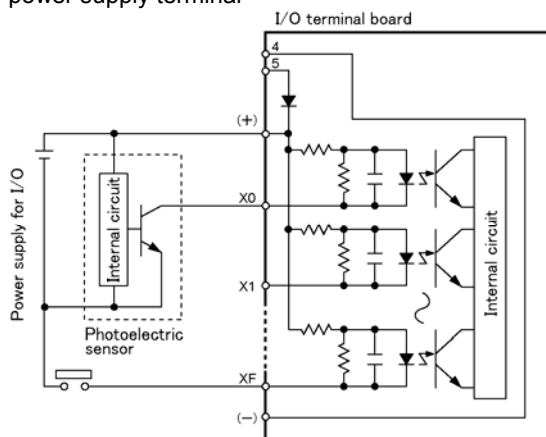 power supply terminal
I/O terminal board
4
5
(+)
Power supply for I/O
Internal circuit
X0
X1
Photoelectric
sensor
XF
(−)
Internal circuit